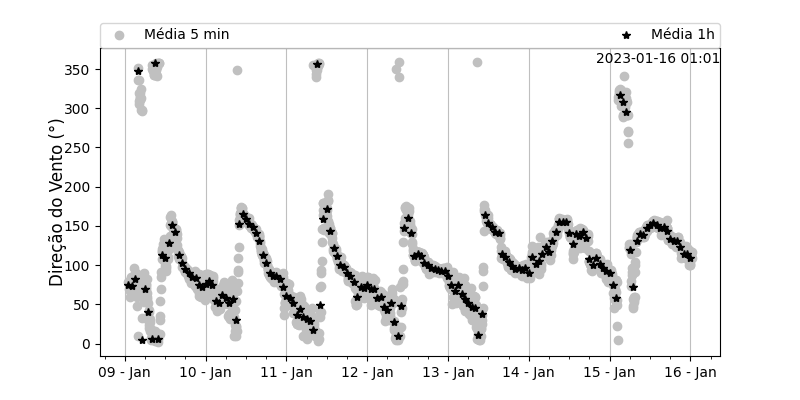 Média 5 min
Média 1h
2023-01-16 01:01
Direção do Vento (°)
350
300
250
200
150
100
50
0
09 - Jan
10 - Jan
11 - Jan
12 - Jan
13 - Jan
14 - Jan
15 - Jan
16 - Jan